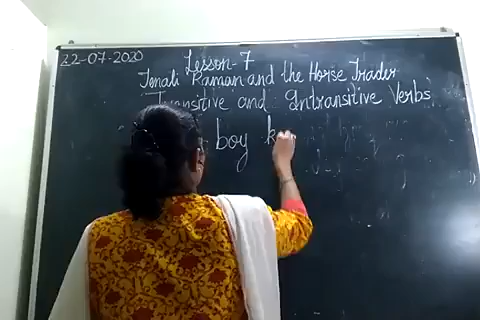 22-07-2020
Lesson-7
Tenali Raman and the Horse Trader
Transitive and Intransitive Verbs
boy k